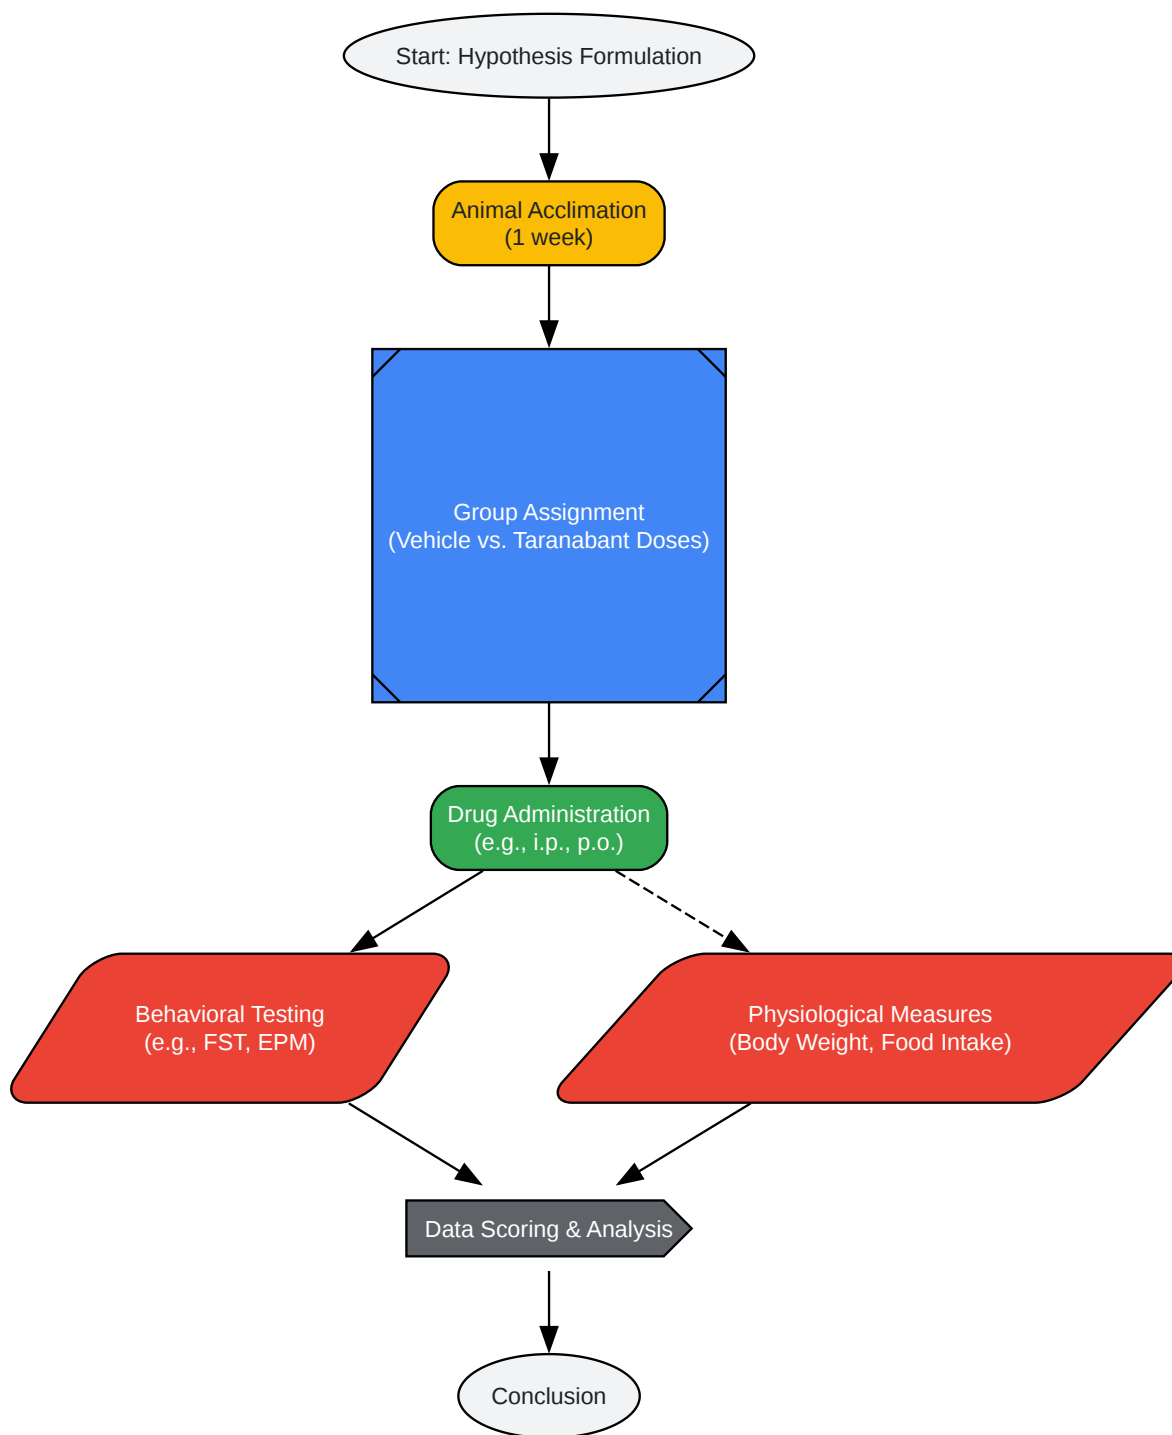 Start: Hypothesis Formulation
Animal Acclimation
(1 week)
Group Assignment
(Vehicle vs. Taranabant Doses)
Drug Administration
(e.g., i.p., p.o.)
Behavioral Testing
(e.g., FST, EPM)
Physiological Measures
(Body Weight, Food Intake)
Data Scoring & Analysis
Conclusion